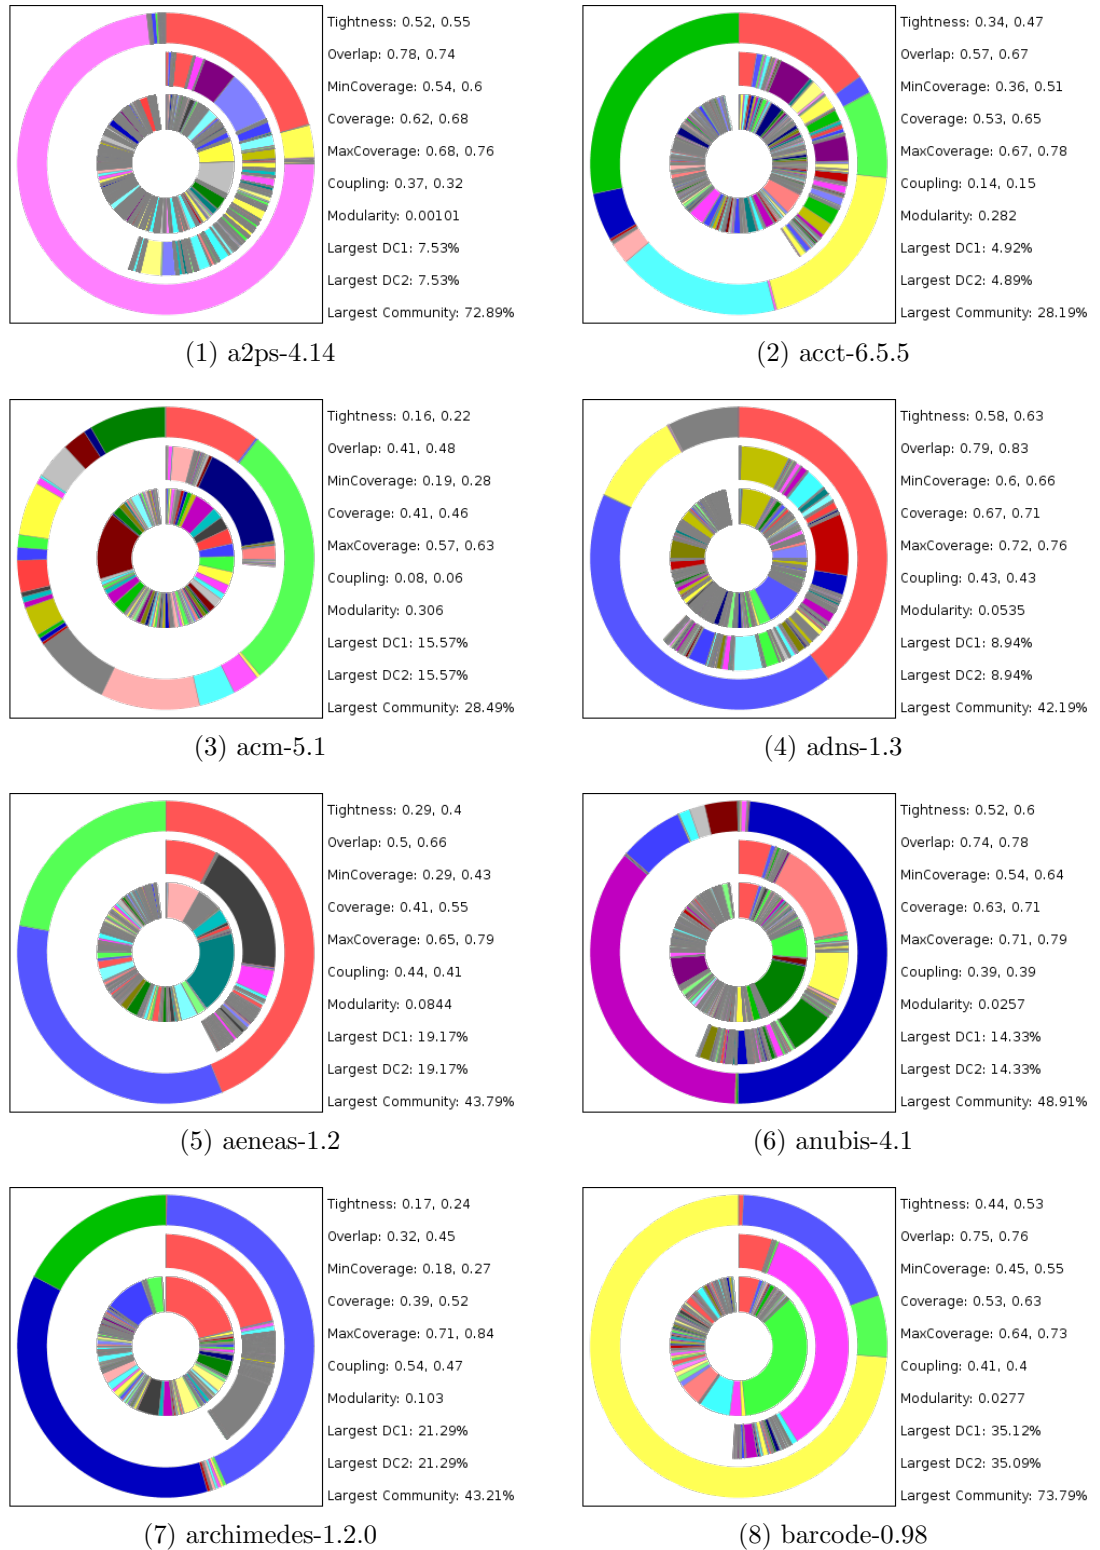 Tightness: 0.52, 0.55
Overlap: 0.78, 0.74
MinCoverage: 0.54, 0.6
Coverage: 0.62, 0.68
MaxCoverage: 0.68, 0.76
Coupling: 0.37, 0.32
Modularity: 0.00101
Largest DC1: 7.53%
Largest DC2: 7.53%
Largest Community: 72.89%
(1) a2ps-4.14
Tightness: 0.34, 0.47
Overlap: 0.57, 0.67
MinCoverage: 0.36, 0.51
Coverage: 0.53, 0.65
MaxCoverage: 0.67, 0.78
Coupling: 0.14, 0.15
Modularity: 0.282
Largest DC1: 4.92%
Largest DC2: 4.89%
Largest Community: 28.19%
(2) acct-6.5.5
Tightness: 0.16, 0.22
Overlap: 0.41, 0.48
MinCoverage: 0.19, 0.28
Coverage: 0.41, 0.46
MaxCoverage: 0.57, 0.63
Coupling: 0.08, 0.06
Modularity: 0.306
Largest DC1: 15.57%
Largest DC2: 15.57%
Largest Community: 28.49%
(3) acm-5.1
Tightness: 0.58, 0.63
Overlap: 0.79, 0.83
MinCoverage: 0.6, 0.66
Coverage: 0.67, 0.71
MaxCoverage: 0.72, 0.76
Coupling: 0.43, 0.43
Modularity: 0.0535
Largest DC1: 8.94%
Largest DC2: 8.94%
Largest Community: 42.19%
(4) adns-1.3
Tightness: 0.29, 0.4
Overlap: 0.5, 0.66
MinCoverage: 0.29, 0.43
Coverage: 0.41, 0.55
MaxCoverage: 0.65, 0.79
Coupling: 0.44, 0.41
Modularity: 0.0844
Largest DC1: 19.17%
Largest DC2: 19.17%
Largest Community: 43.79%
(5) aeneas-1.2
Tightness: 0.52, 0.6
Overlap: 0.74, 0.78
MinCoverage: 0.54, 0.64
Coverage: 0.63, 0.71
MaxCoverage: 0.71, 0.79
Coupling: 0.39, 0.39
Modularity: 0.0257
Largest DC1: 14.33%
Largest DC2: 14.33%
Largest Community: 48.91%
(6) anubis-4.1
Tightness: 0.17, 0.24
Overlap: 0.32, 0.45
MinCoverage: 0.18, 0.27
Coverage: 0.39, 0.52
MaxCoverage: 0.71, 0.84
Coupling: 0.54, 0.47
Modularity: 0.103
Largest DC1: 21.29%
Largest DC2: 21.29%
Largest Community: 43.21%
(7) archimedes-1.2.0
Tightness: 0.44, 0.53
Overlap: 0.75, 0.76
MinCoverage: 0.45, 0.55
Coverage: 0.53, 0.63
MaxCoverage: 0.64, 0.73
Coupling: 0.41, 0.4
Modularity: 0.0277
Largest DC1: 35.12%
Largest DC2: 35.09%
Largest Community: 73.79%
(8) barcode-0.98